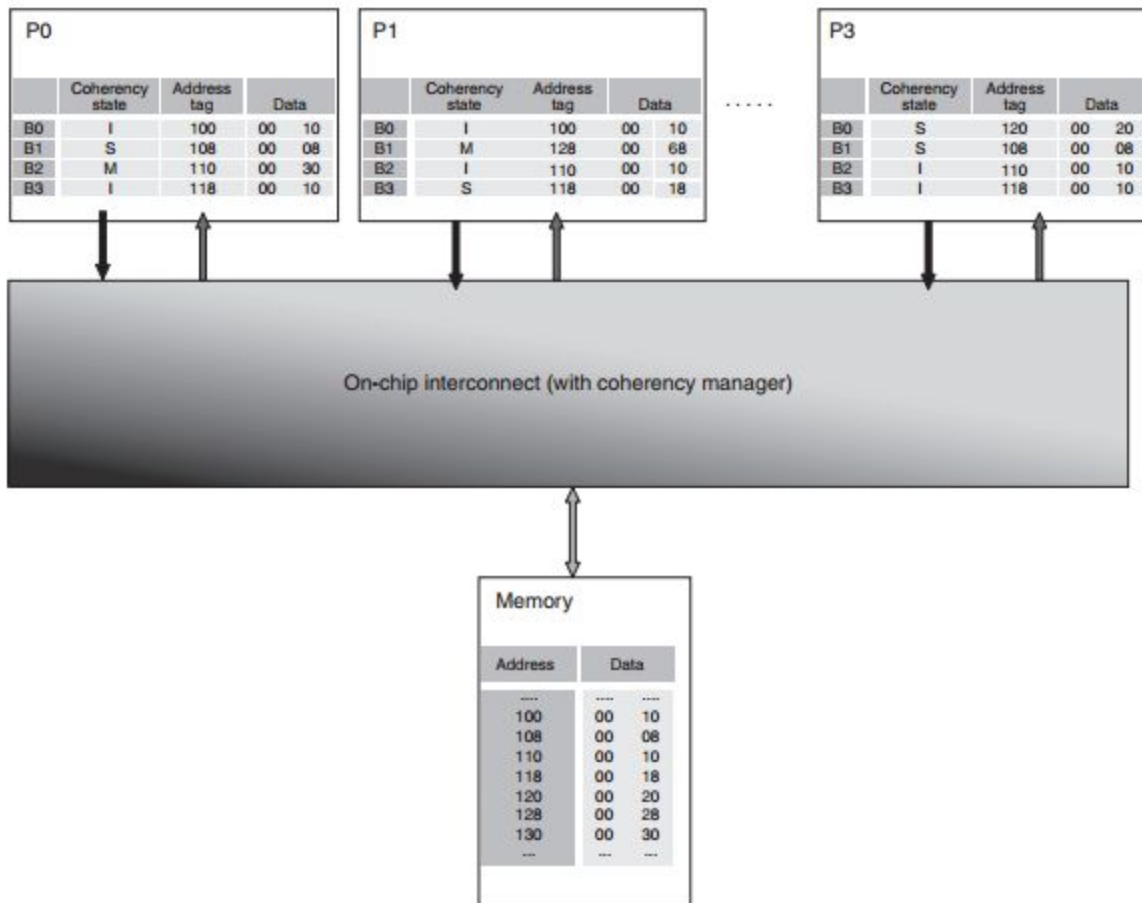 P0
Coherency state Address tag Data
B0 I 100 00 10
B1 S 108 00 08
B2 M 110 00 30
B3 I 118 00 10
P1
Coherency state Address tag Data
B0 I 100 00 10
B1 M 128 00 68
B2 I 110 00 10
B3 S 118 00 18
.....
P3
Coherency state Address tag Data
B0 S 120 00 20
B1 S 108 00 08
B2 I 110 00 10
B3 I 118 00 10
On-chip interconnect (with coherency manager)
Memory
Address Data
---- ---- ----
100 00 10
108 00 08
110 00 10
118 00 18
120 00 20
128 00 28
130 00 30
--- --- ---